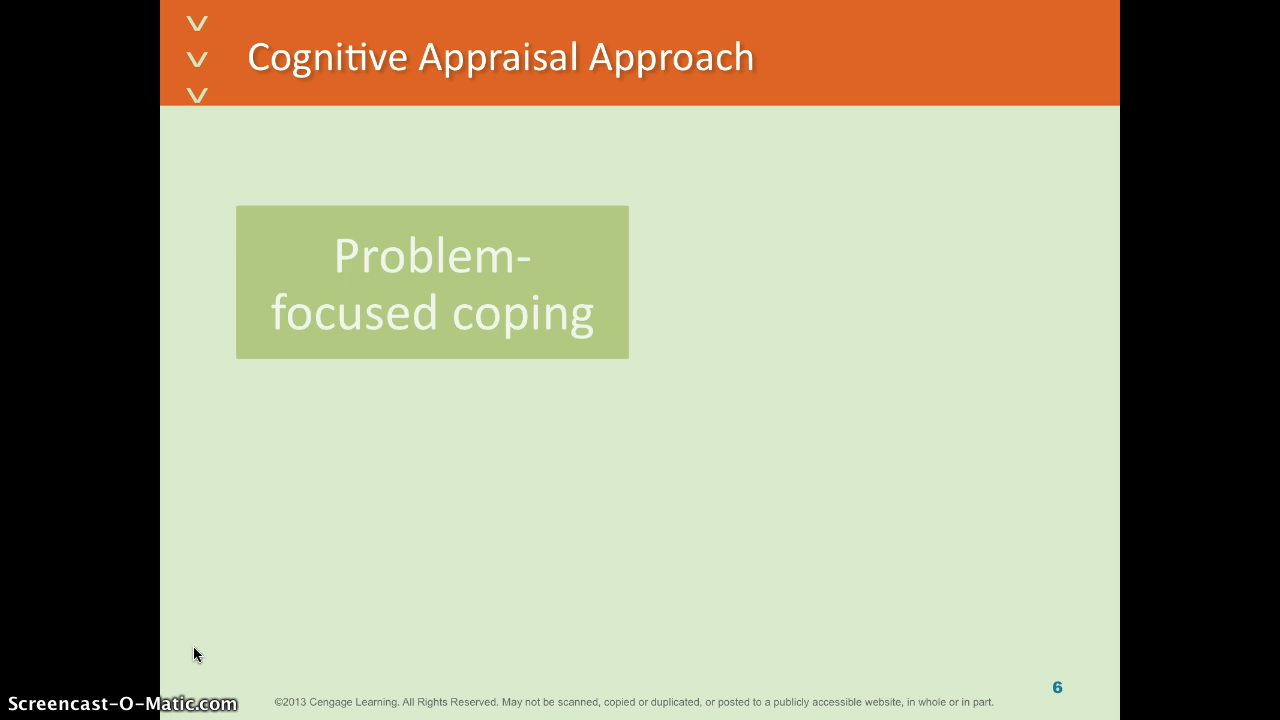 Cognitive Appraisal Approach
Problem-
focused coping
6
©2013 Cengage Learning. All Rights Reserved. May not be scanned, copied or duplicated, or posted to a publicly accessible website, in whole or in part.
Screencast-O-Matic.com